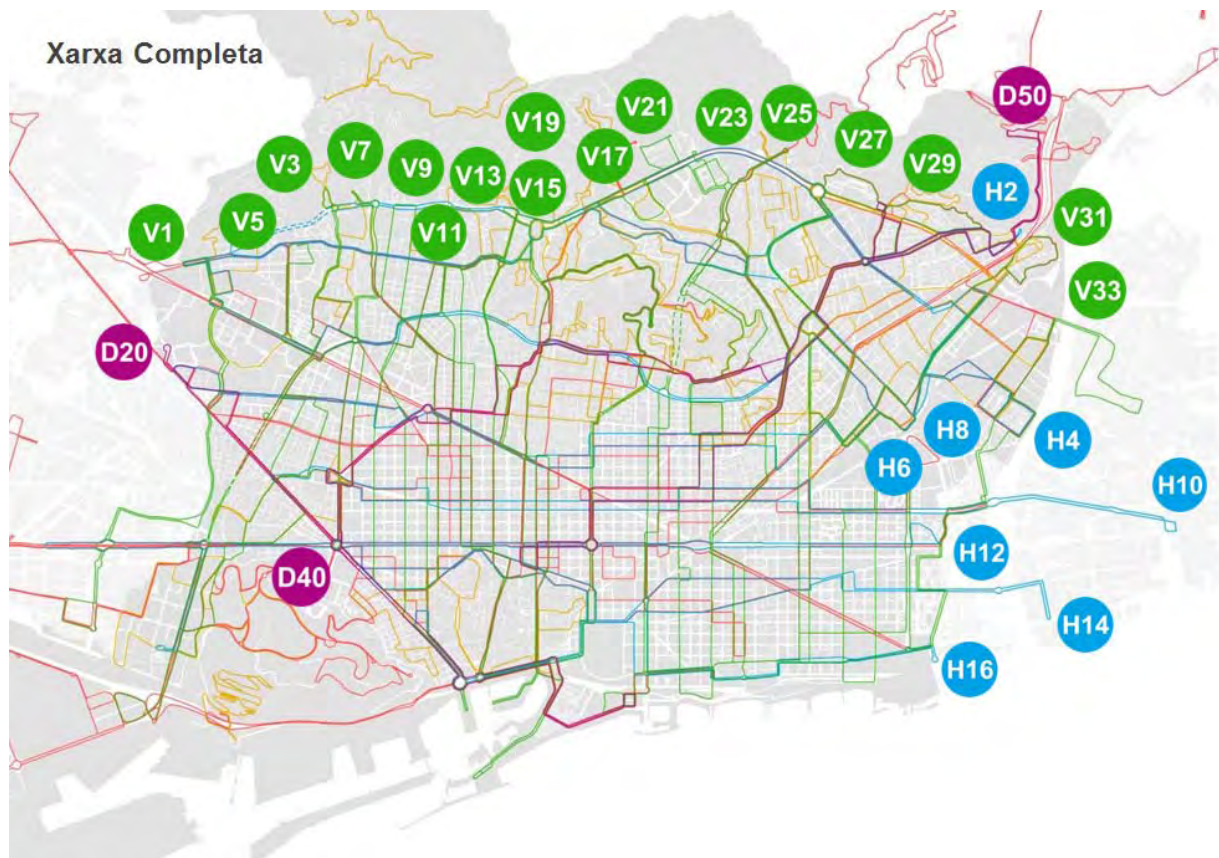 Xarxa Completa
D50
V21
V19
V23
V25
V7
V3
V9
V13
V17
V27
V29
V15
H2
V1
V5
V11
V31
V33
D20
H8
H4
H6
H10
H12
D40
H14
H16